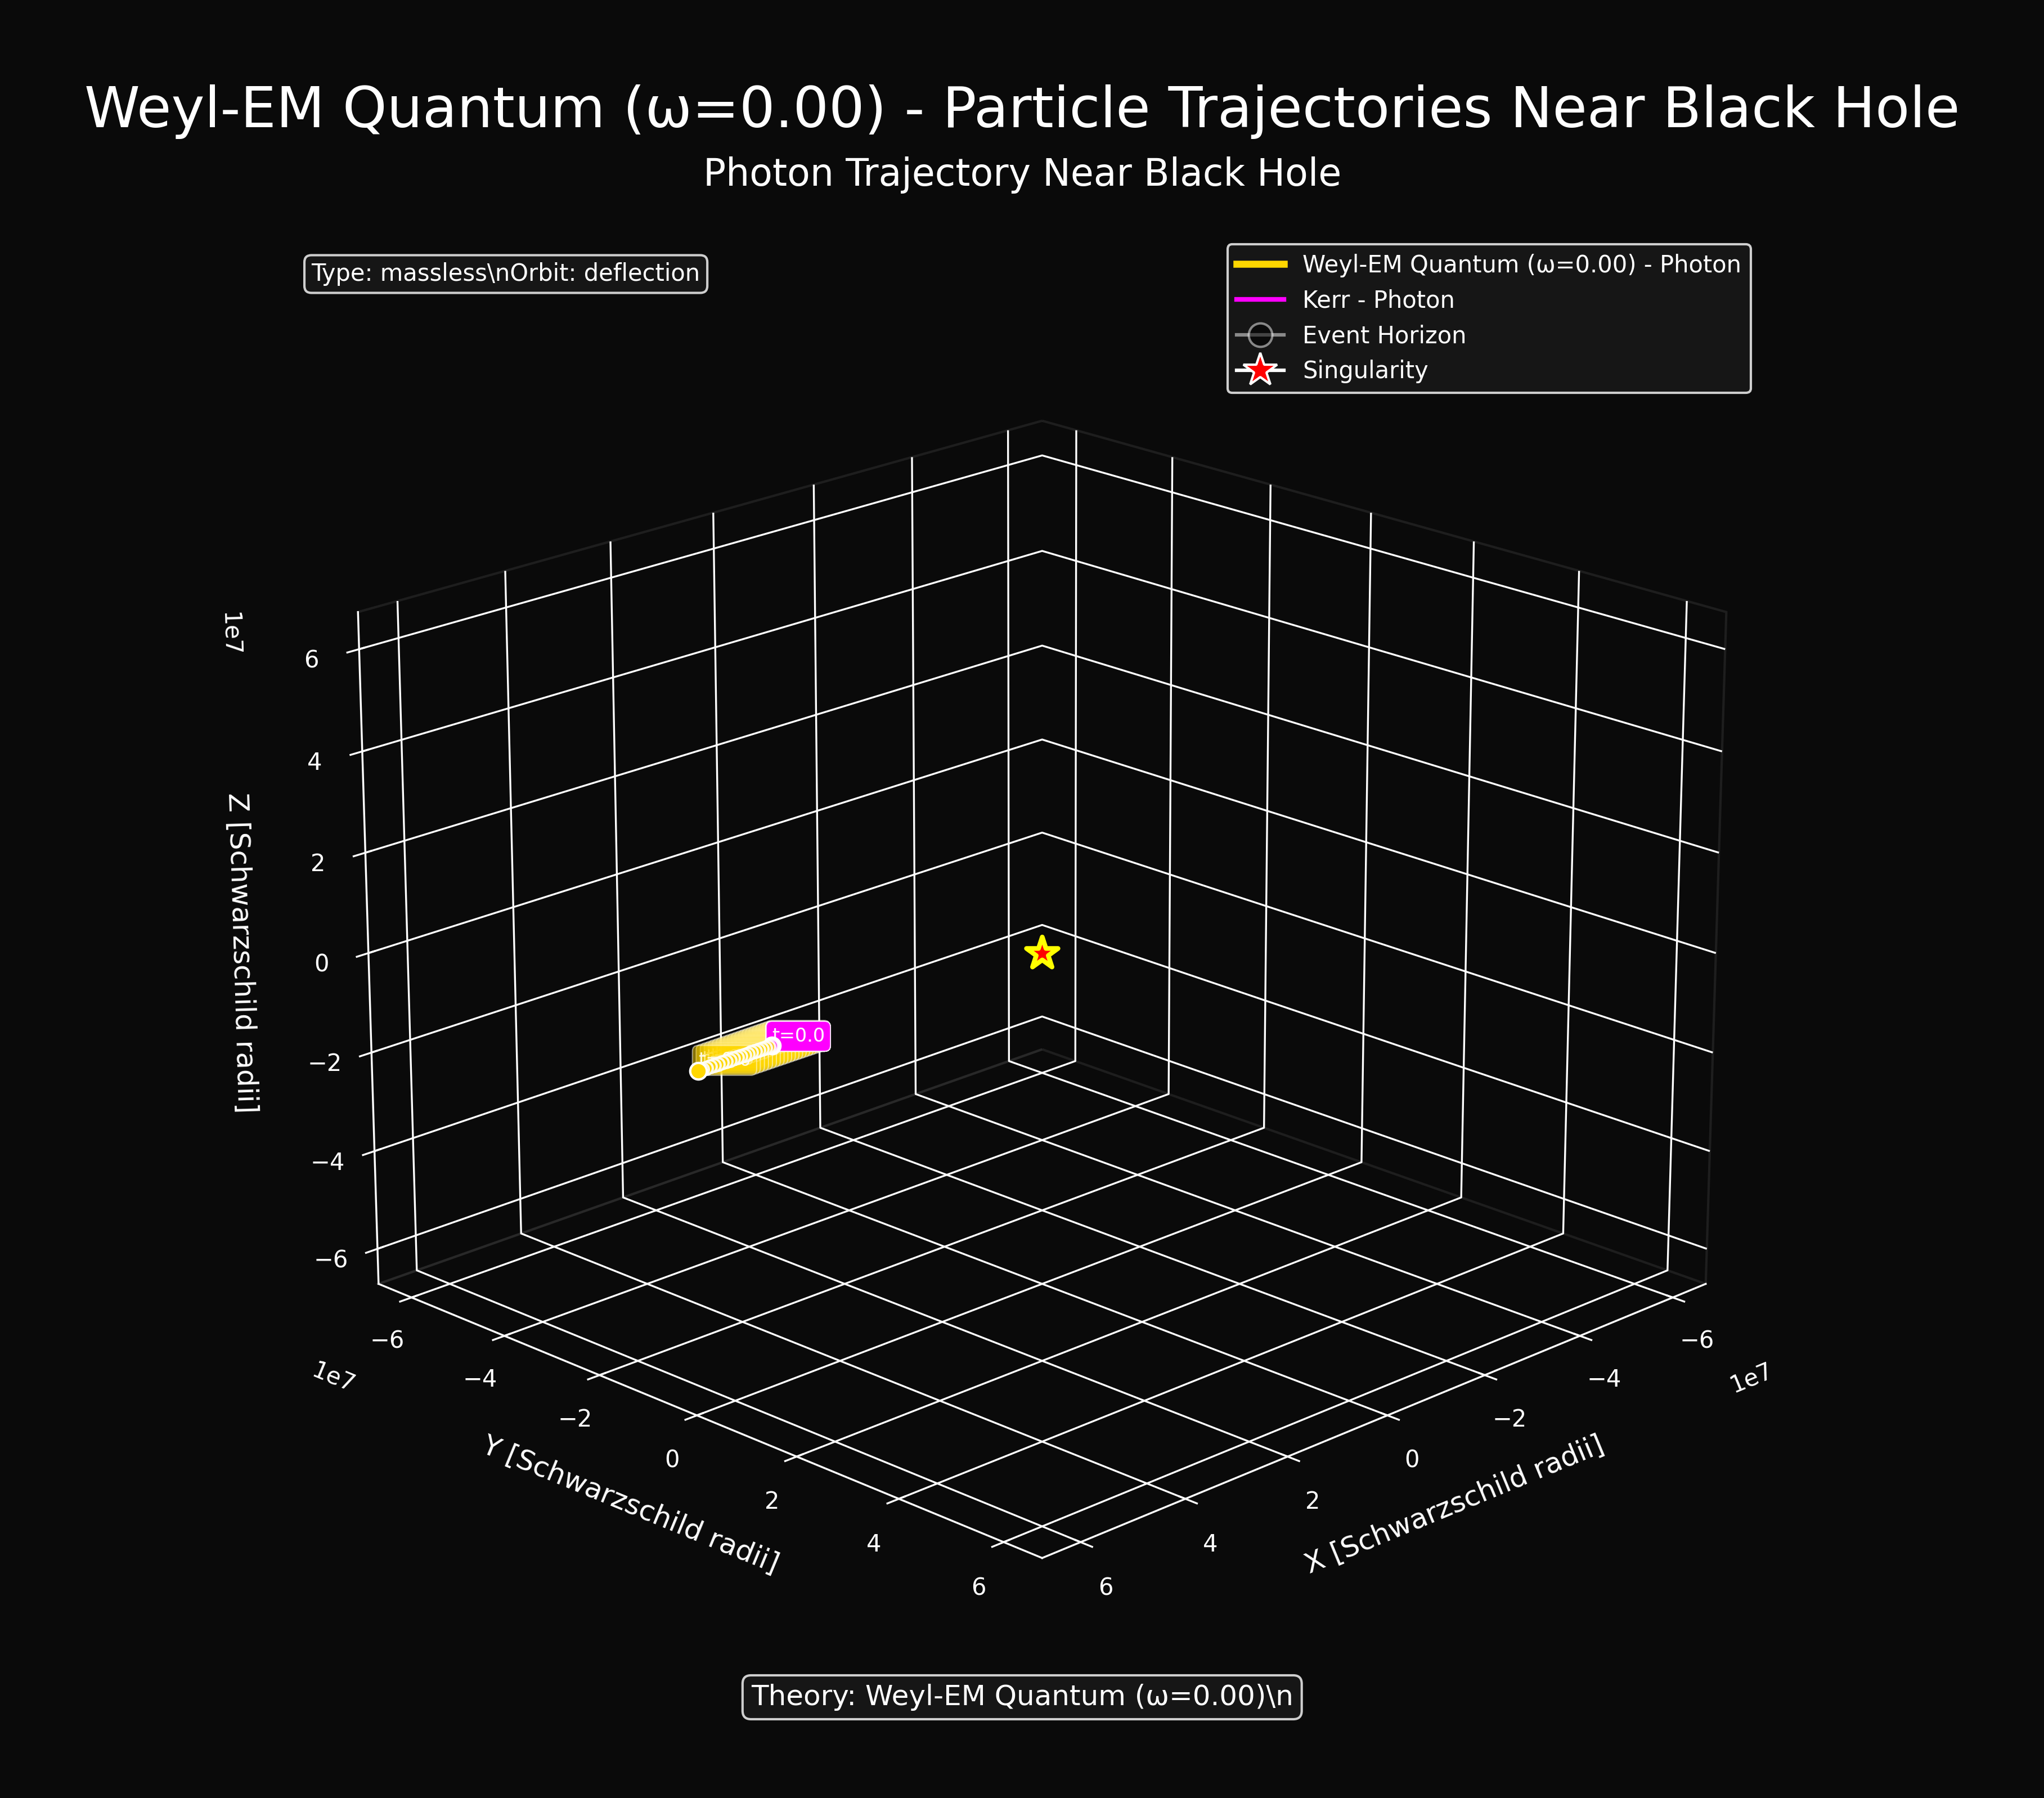 Weyl-EM Quantum (ω=0.00) - Particle Trajectories Near Black Hole
Photon Trajectory Near Black Hole
Type: massless\nOrbit: deflection
Weyl-EM Quantum (ω=0.00) - Photon
Kerr - Photon
Event Horizon
Singularity
1e7
6
4
2
0
−2
−4
−6
Z [Schwarzschild radii]
t=0.0
−6
−4
−2
0
2
4
6
1e7
Y [Schwarzschild radii]
6
4
2
0
−2
−4
−6
1e7
X [Schwarzschild radii]
Theory: Weyl-EM Quantum (ω=0.00)\n